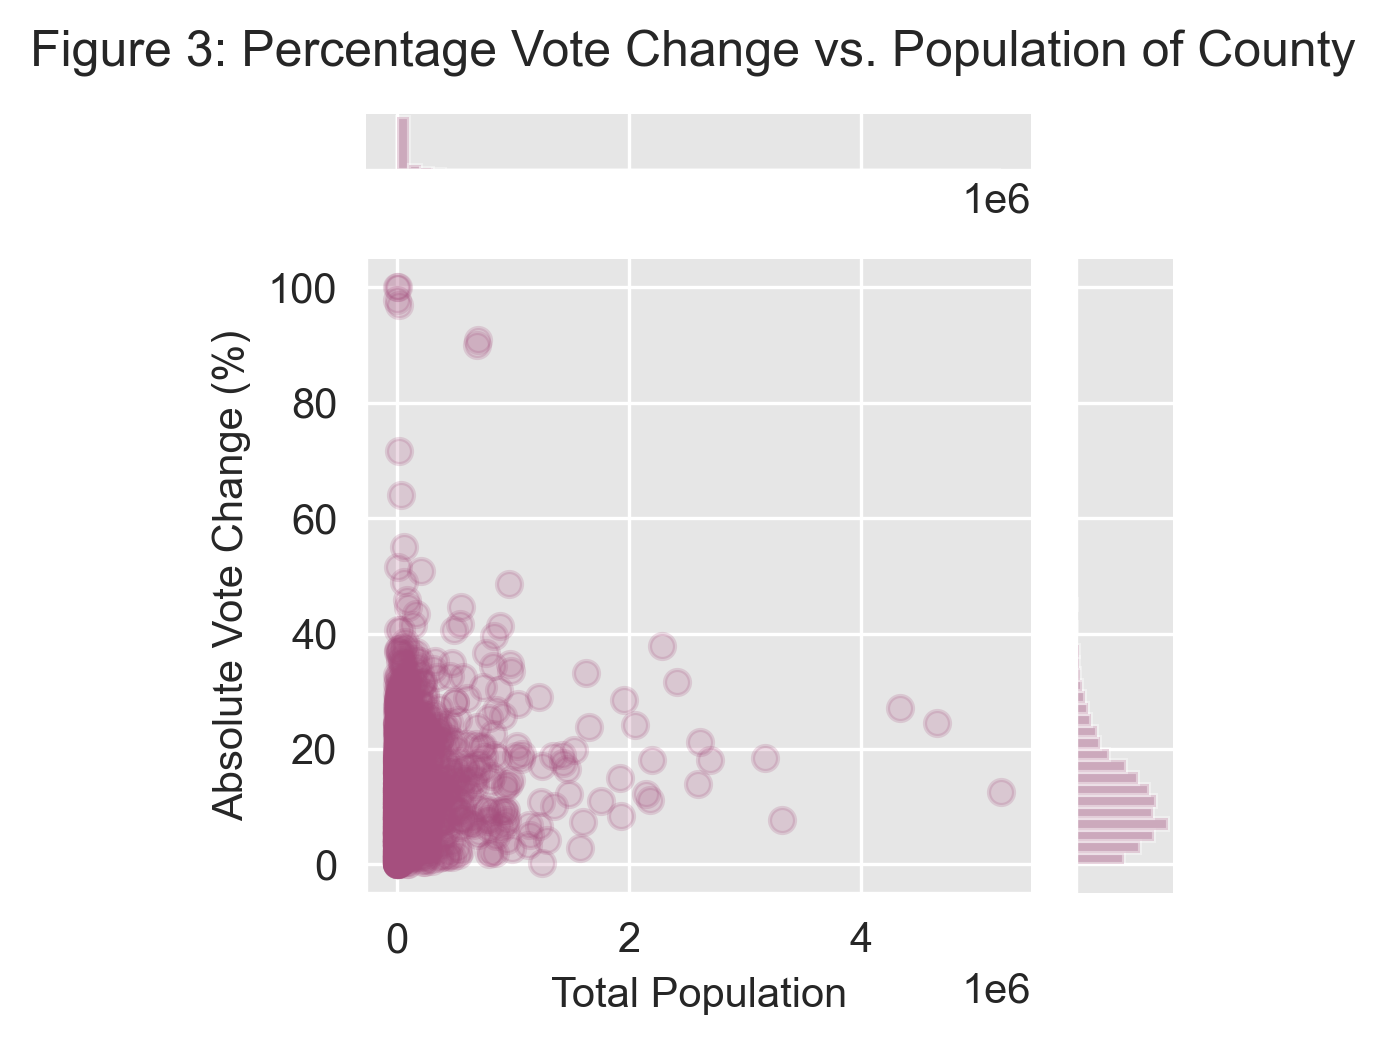 Figure 3: Percentage Vote Change vs. Population of County
1e6
100
80
60
40
20
0
Absolute Vote Change (%)
0 2 4
Total Population
1e6